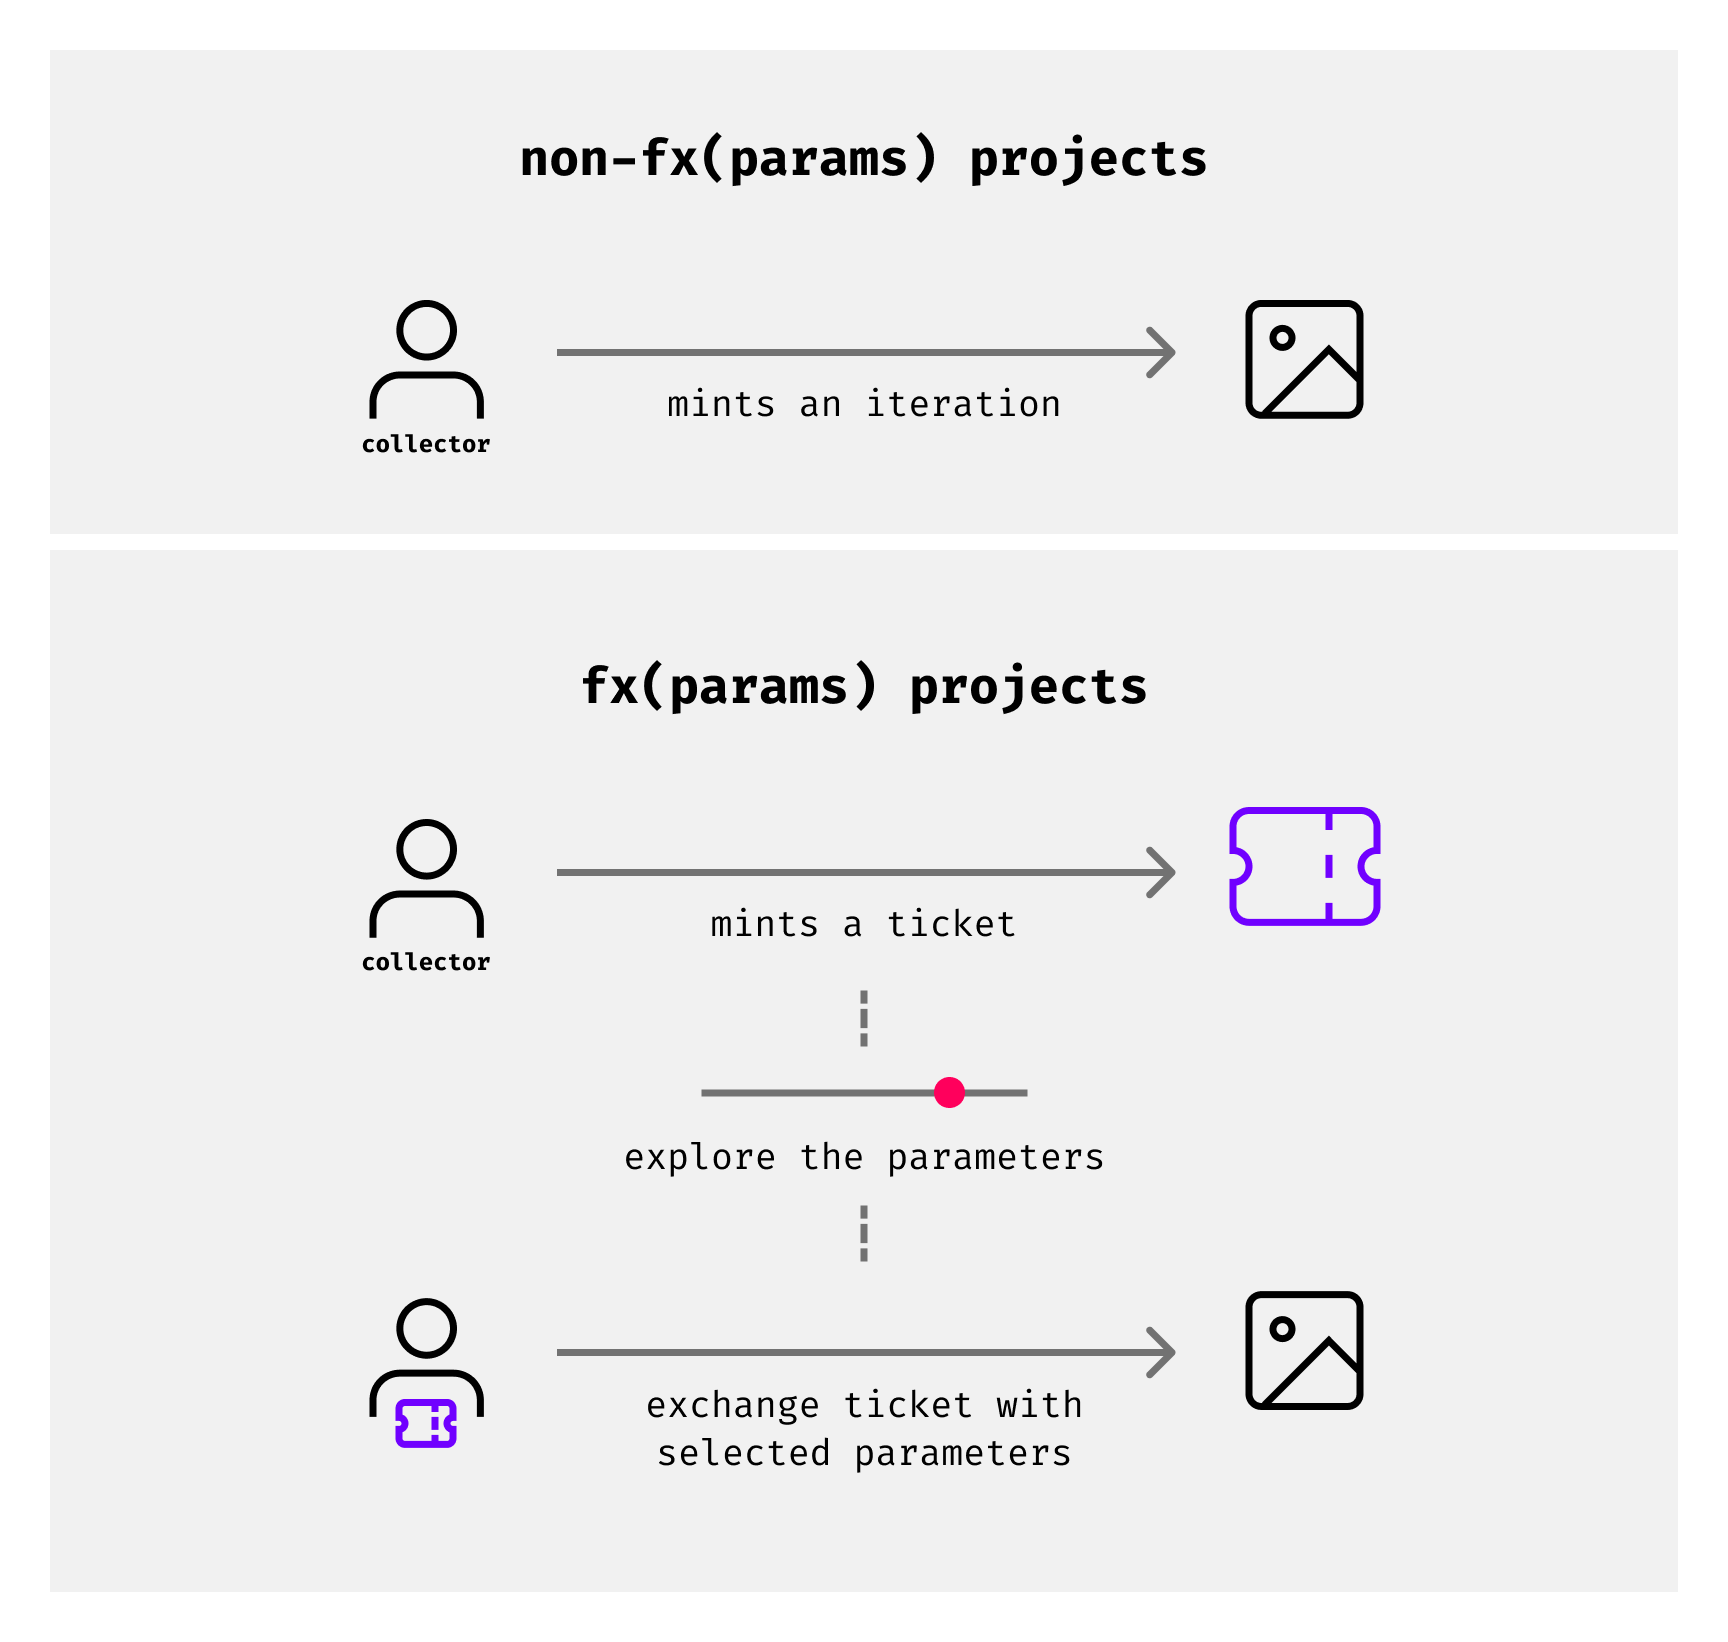 non-fx(params) projects
mints an iteration
collector
fx(params) projects
mints a ticket
collector
explore the parameters
exchange ticket with
selected parameters